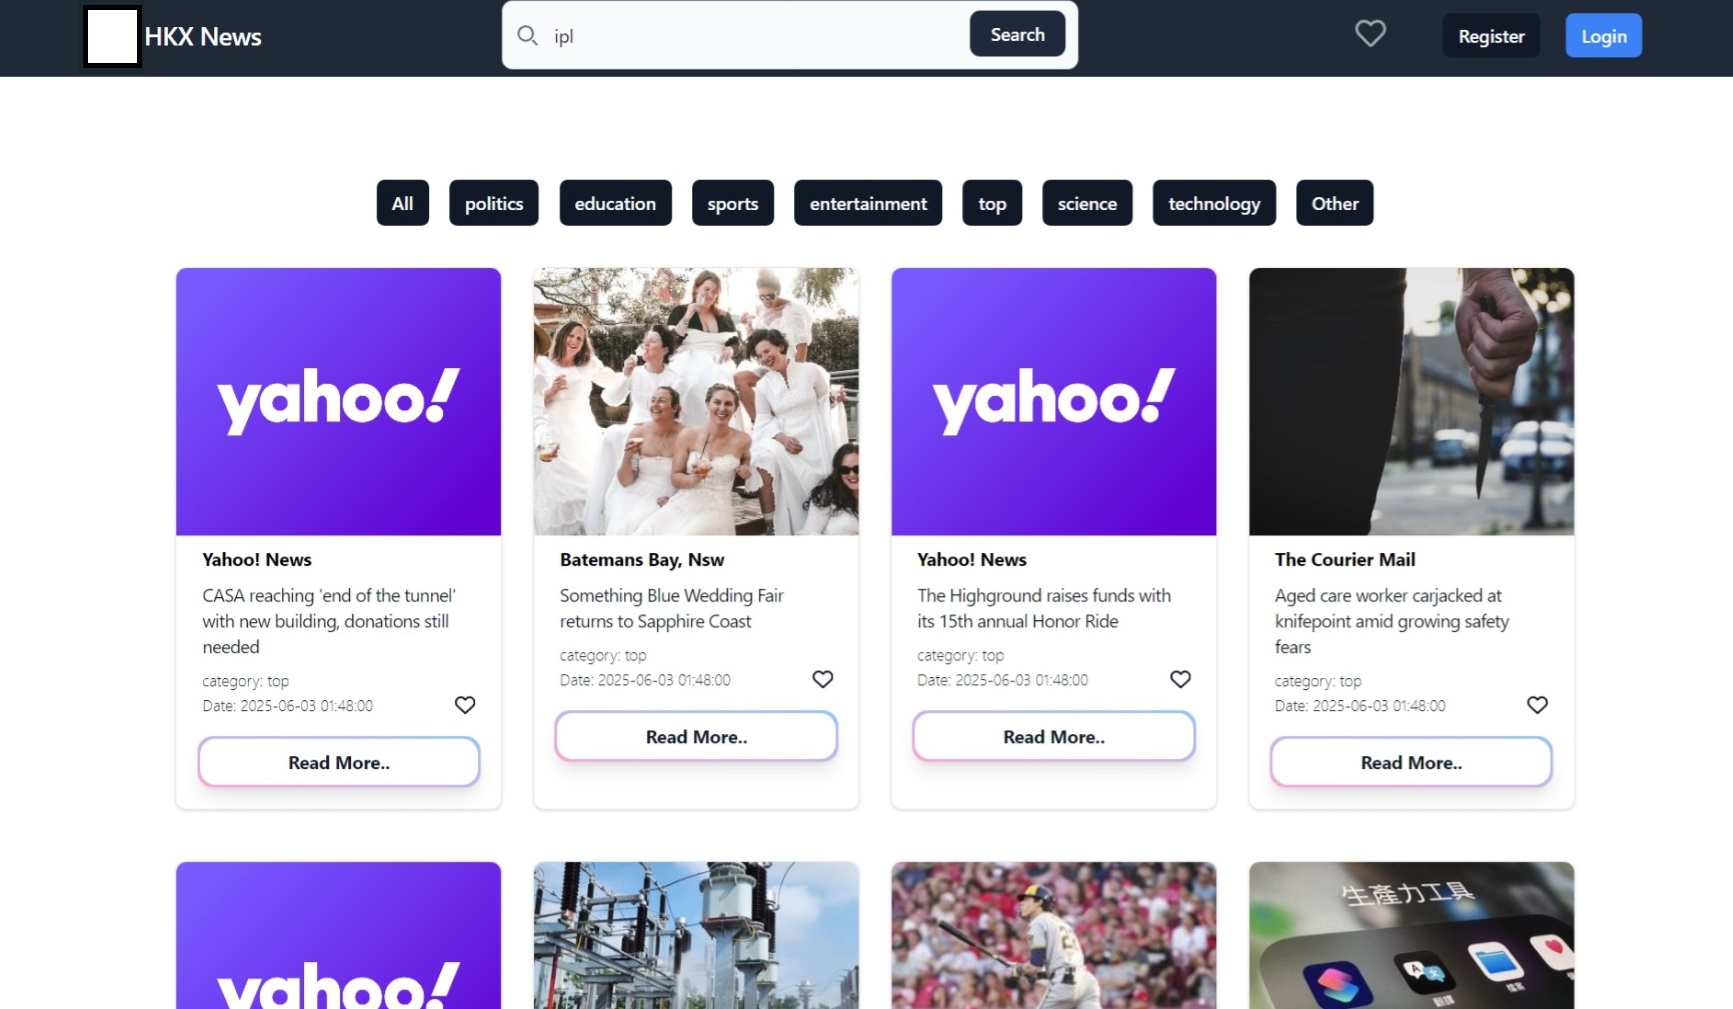 HKX News
ipl
Search
Register
Login
All
politics
education
sports
entertainment
top
science
technology
Other
yahoo!
Yahoo! News
CASA reaching 'end of the tunnel'
with new building, donations still
needed
category: top
Date: 2025-06-03 01:48:00
Read More..
Batemans Bay, Nsw
Something Blue Wedding Fair
returns to Sapphire Coast
category: top
Date: 2025-06-03 01:48:00
Read More..
yahoo!
Yahoo! News
The Highground raises funds with
its 15th annual Honor Ride
category: top
Date: 2025-06-03 01:48:00
Read More..
The Courier Mail
Aged care worker carjacked at
knifepoint amid growing safety
fears
category: top
Date: 2025-06-03 01:48:00
Read More..
yahoo!
生產力工具